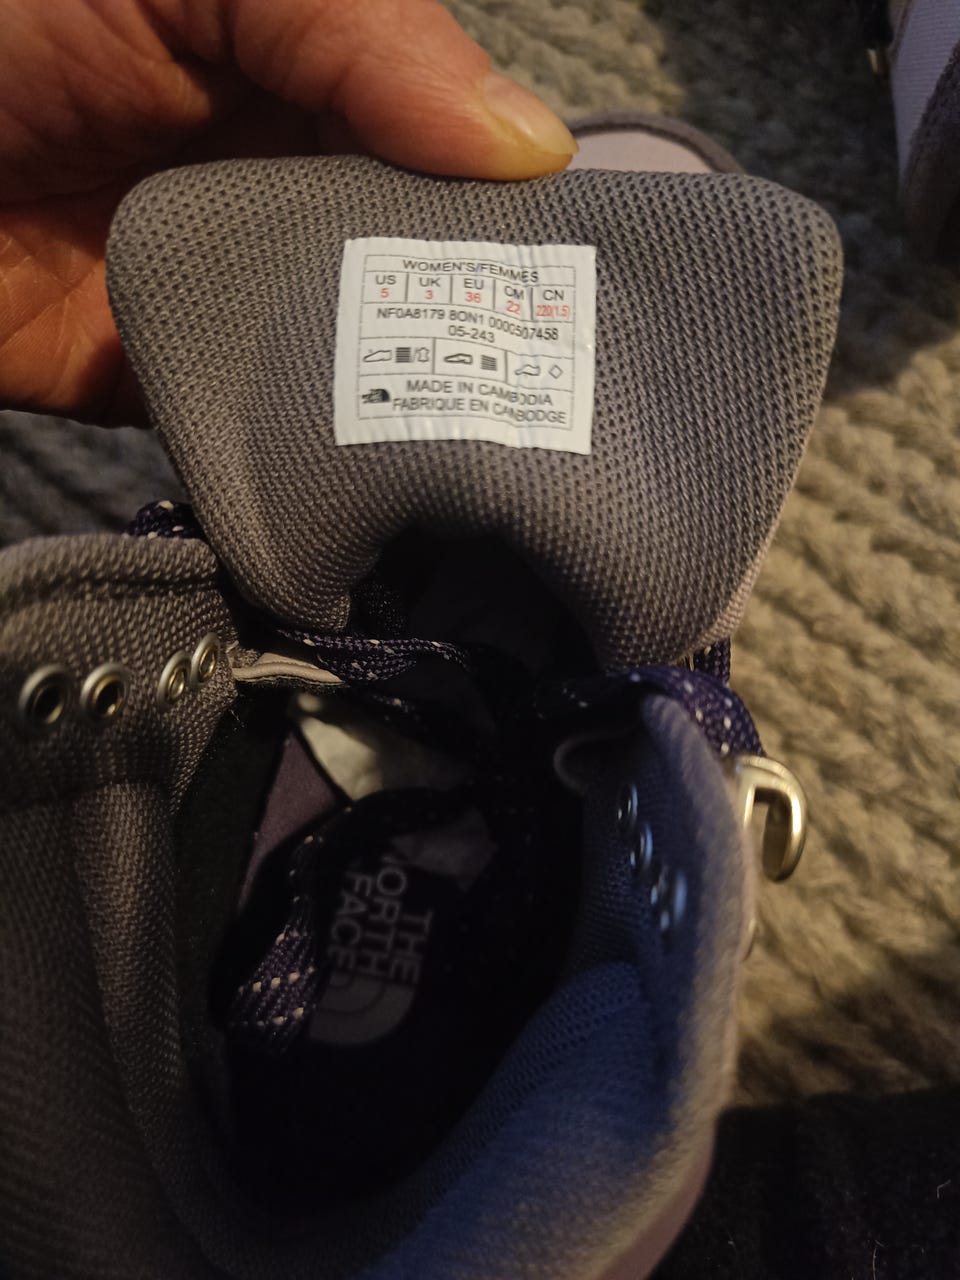 WOMEN'S/FEMMES
US UK EU CM CN
5 3 36 22 220(1.5)
NF0A8179 8ON1 0000507458
05-243
MADE IN CAMBODIA
FABRIQUE EN CAMBODGE
THE
NORTH
FACE